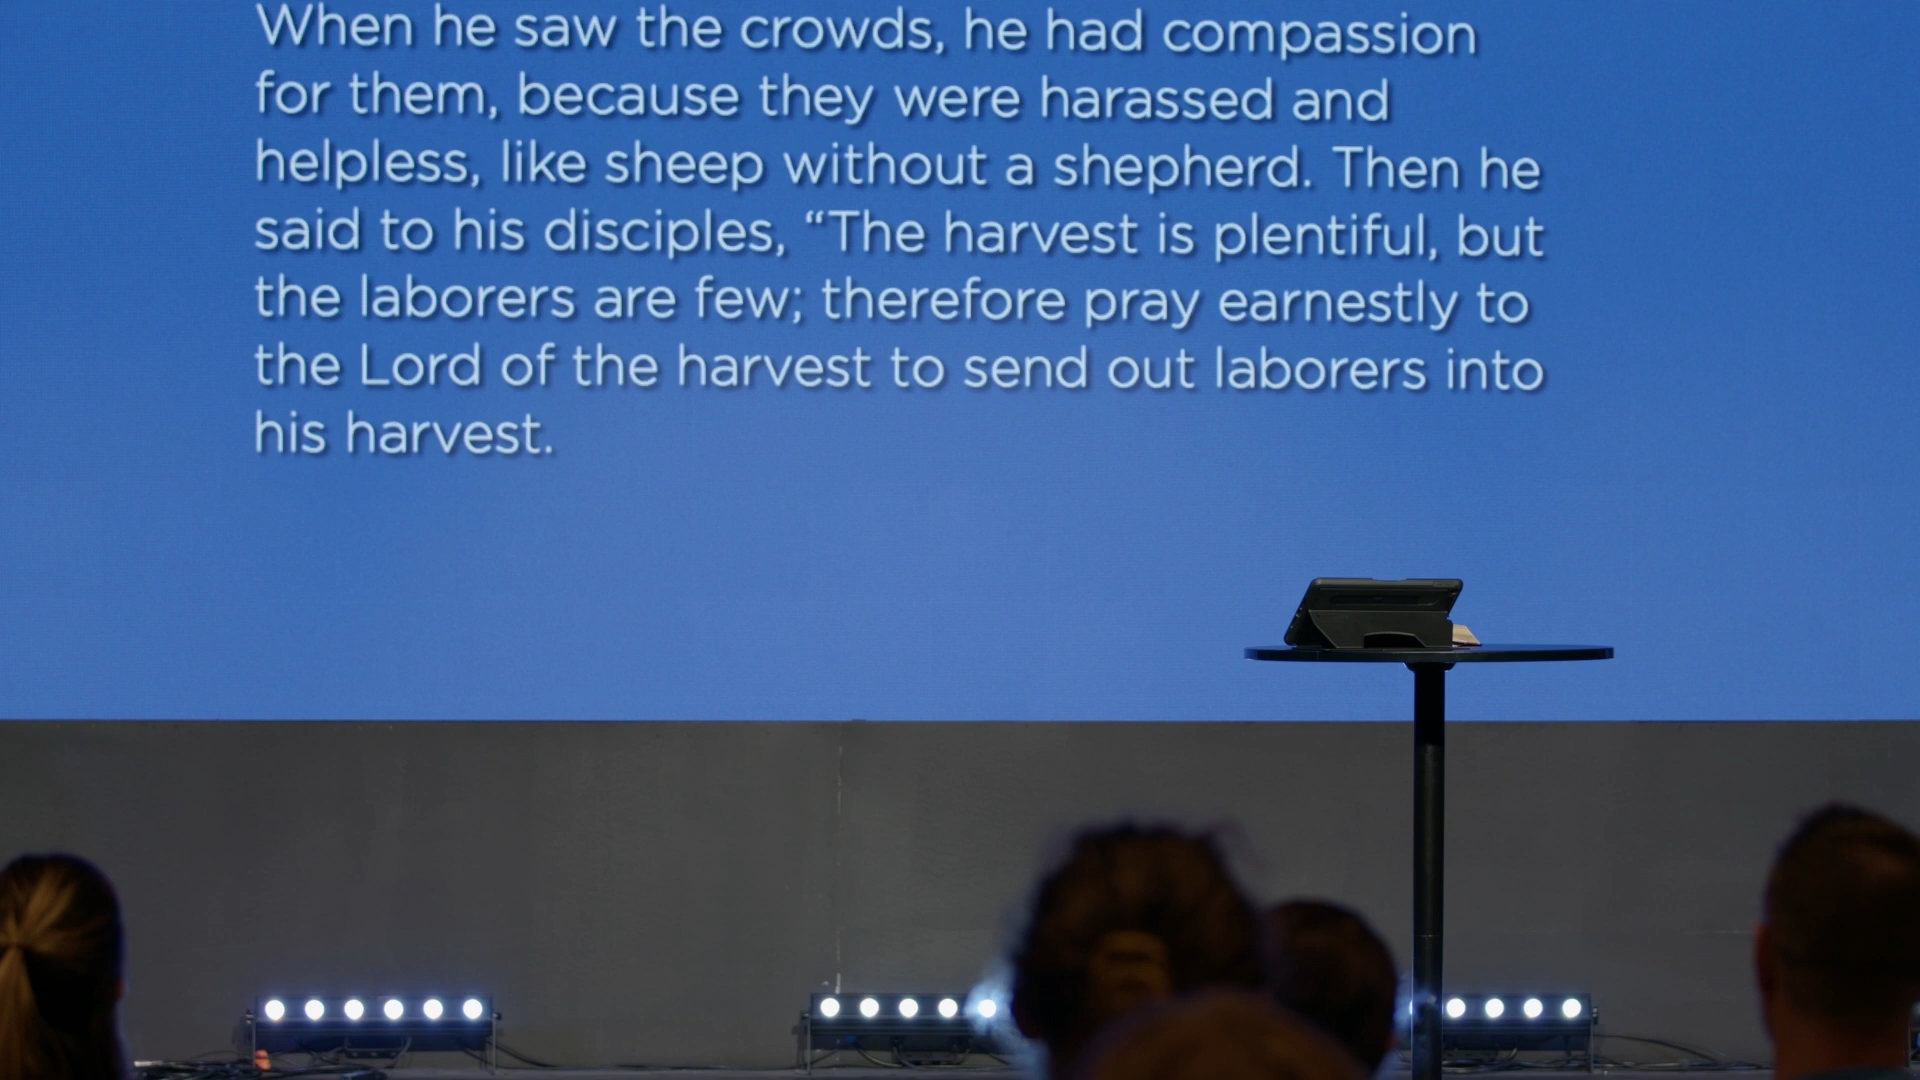 When he saw the crowds, he had compassion
for them, because they were harassed and
helpless, like sheep without a shepherd. Then he
said to his disciples, “The harvest is plentiful, but
the laborers are few; therefore pray earnestly to
the Lord of the harvest to send out laborers into
his harvest.